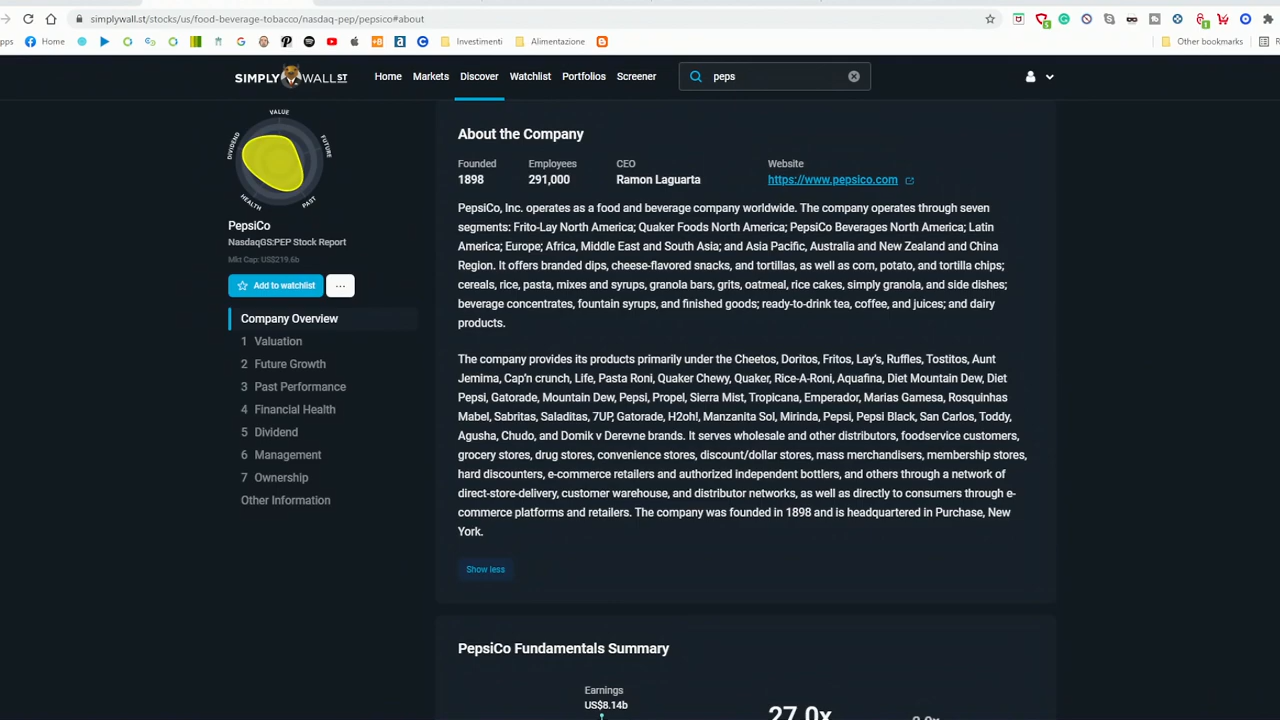 simplywall.st/stocks/us/food-beverage-tobacco/nasdaq-pep/pepsico#about
Home
Investimenti
Alimentazione
Other bookmarks
SIMPLY WALL ST
Home Markets Discover Watchlist Portfolios Screener
peps
VALUE
FUTURE
PAST
HEALTH
DIVIDEND
PepsiCo
NasdaqGS:PEP Stock Report
Mkt Cap: US$219.6b
Add to watchlist
...
Company Overview
1 Valuation
2 Future Growth
3 Past Performance
4 Financial Health
5 Dividend
6 Management
7 Ownership
Other Information
About the Company
Founded Employees CEO Website
1898 291,000 Ramon Laguarta https://www.pepsico.com
PepsiCo, Inc. operates as a food and beverage company worldwide. The company operates through seven
segments: Frito-Lay North America; Quaker Foods North America; PepsiCo Beverages North America; Latin
America; Europe; Africa, Middle East and South Asia; and Asia Pacific, Australia and New Zealand and China
Region. It offers branded dips, cheese-flavored snacks, and tortillas, as well as corn, potato, and tortilla chips;
cereals, rice, pasta, mixes and syrups, granola bars, grits, oatmeal, rice cakes, simply granola, and side dishes;
beverage concentrates, fountain syrups, and finished goods; ready-to-drink tea, coffee, and juices; and dairy
products.
The company provides its products primarily under the Cheetos, Doritos, Fritos, Lay's, Ruffles, Tostitos, Aunt
Jemima, Cap'n crunch, Life, Pasta Roni, Quaker Chewy, Quaker, Rice-A-Roni, Aquafina, Diet Mountain Dew, Diet
Pepsi, Gatorade, Mountain Dew, Pepsi, Propel, Sierra Mist, Tropicana, Emperador, Marias Gamesa, Rosquinhas
Mabel, Sabritas, Saladitas, 7UP, Gatorade, H2oh!, Manzanita Sol, Mirinda, Pepsi, Pepsi Black, San Carlos, Toddy,
Agusha, Chudo, and Domik v Derevne brands. It serves wholesale and other distributors, foodservice customers,
grocery stores, drug stores, convenience stores, discount/dollar stores, mass merchandisers, membership stores,
hard discounters, e-commerce retailers and authorized independent bottlers, and others through a network of
direct-store-delivery, customer warehouse, and distributor networks, as well as directly to consumers through e-
commerce platforms and retailers. The company was founded in 1898 and is headquartered in Purchase, New
York.
Show less
PepsiCo Fundamentals Summary
Earnings
US$8.14b
27.0x